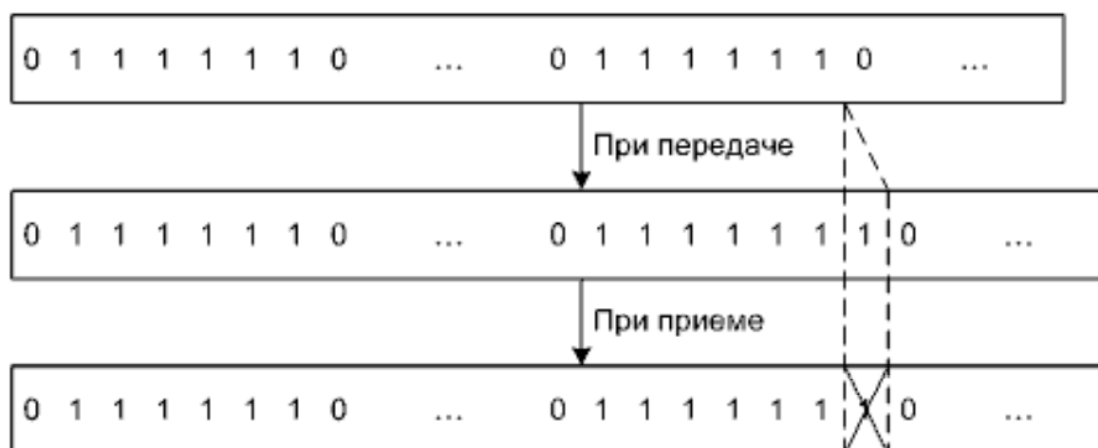 0 1 1 1 1 1 1 0 ... 0 1 1 1 1 1 1 0 ...
При передаче
0 1 1 1 1 1 1 0 ... 0 1 1 1 1 1 1 1 0 ...
При приеме
0 1 1 1 1 1 1 0 ... 0 1 1 1 1 1 1 1 0 ...